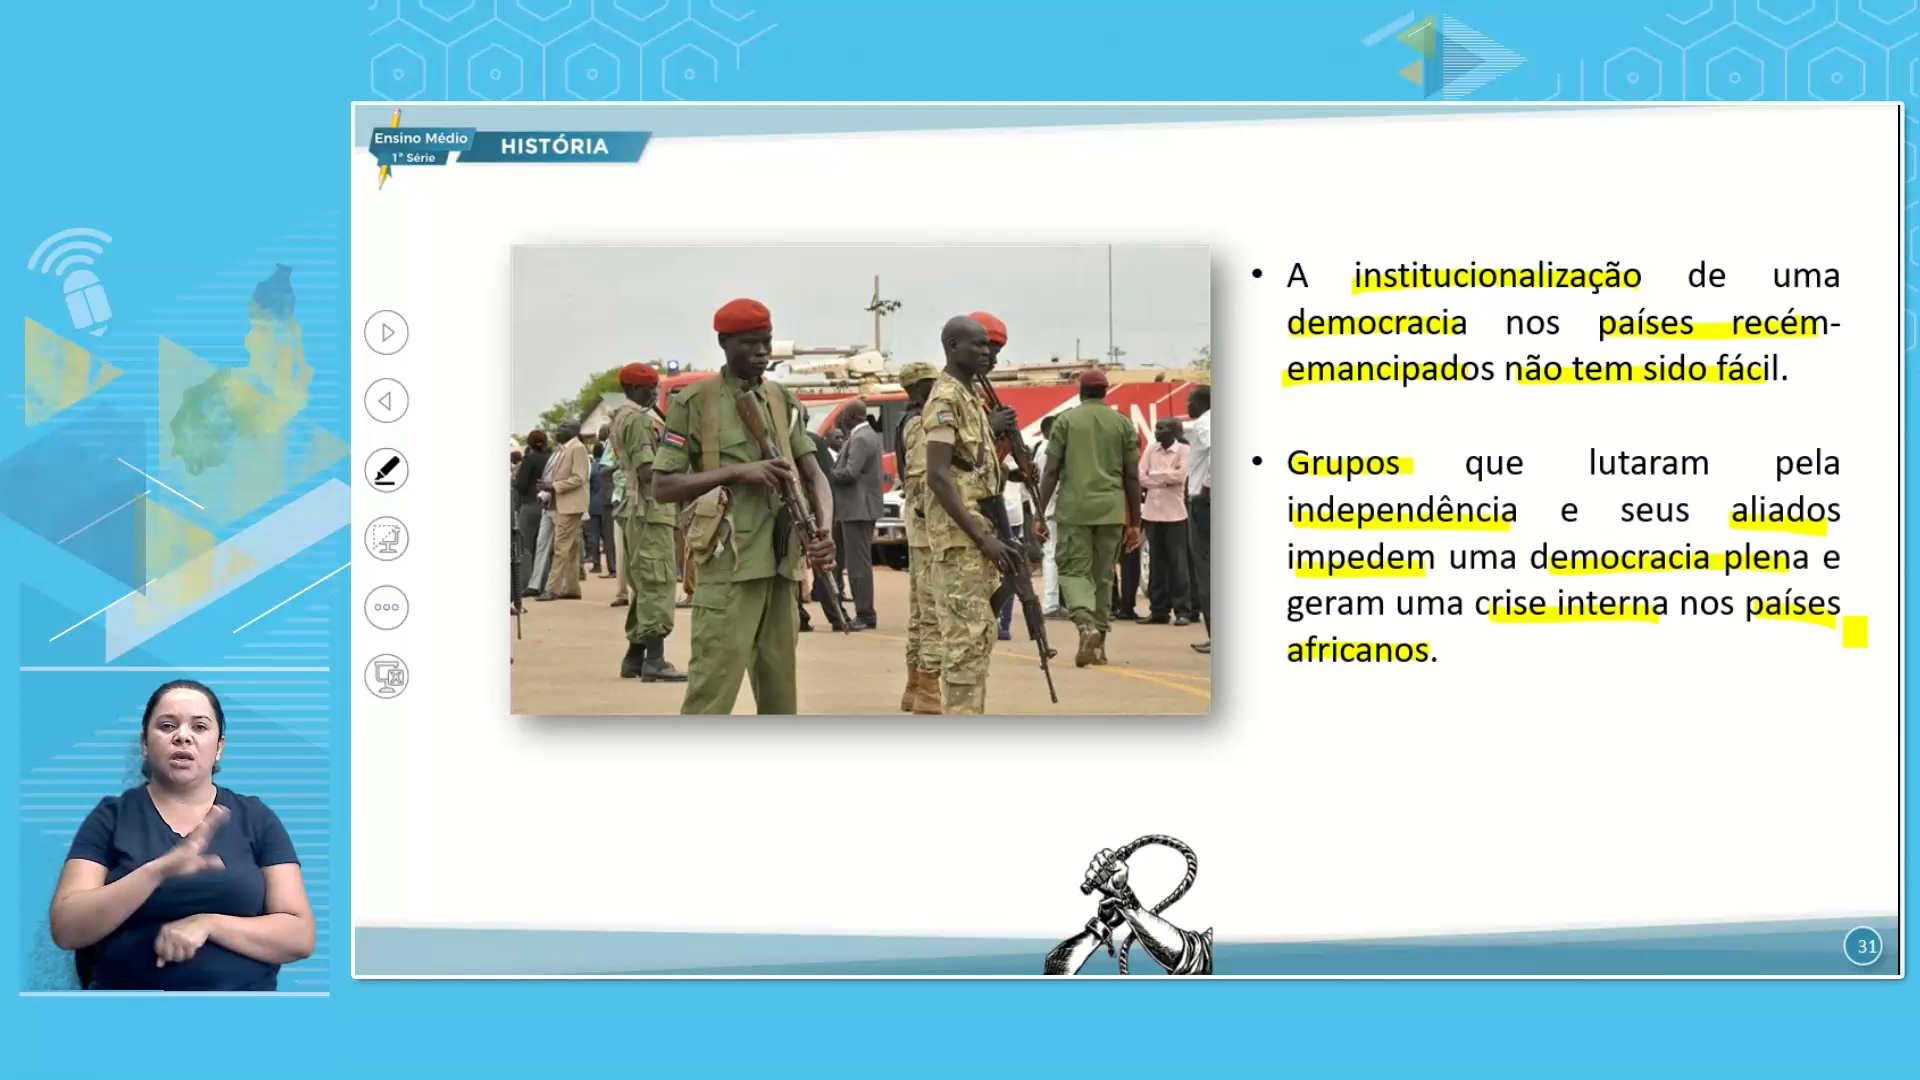 Ensino Médio
1ª Série
HISTÓRIA
• A institucionalização de uma
democracia nos países recém-
emancipados não tem sido fácil.
• Grupos que lutaram pela
independência e seus aliados
impedem uma democracia plena e
geram uma crise interna nos países
africanos.
31